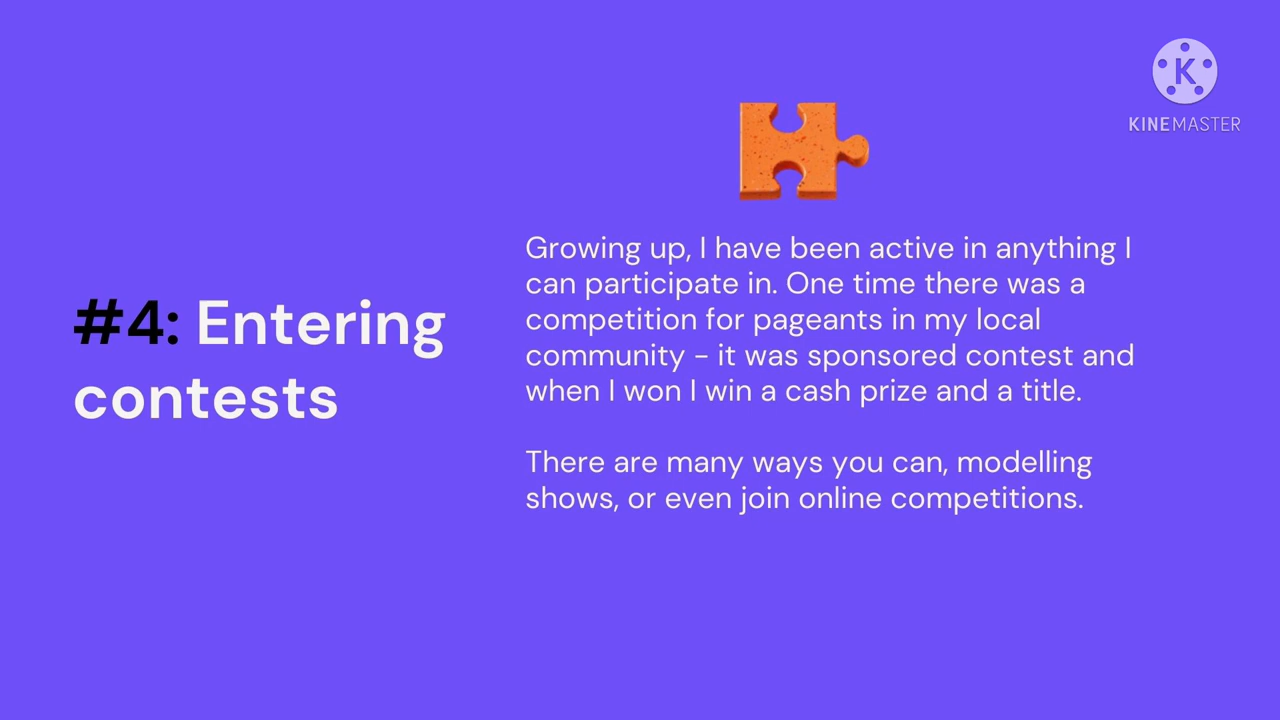 K
KINEMASTER
#4: Entering
contests
Growing up, I have been active in anything I
can participate in. One time there was a
competition for pageants in my local
community - it was sponsored contest and
when I won I win a cash prize and a title.
There are many ways you can, modelling
shows, or even join online competitions.